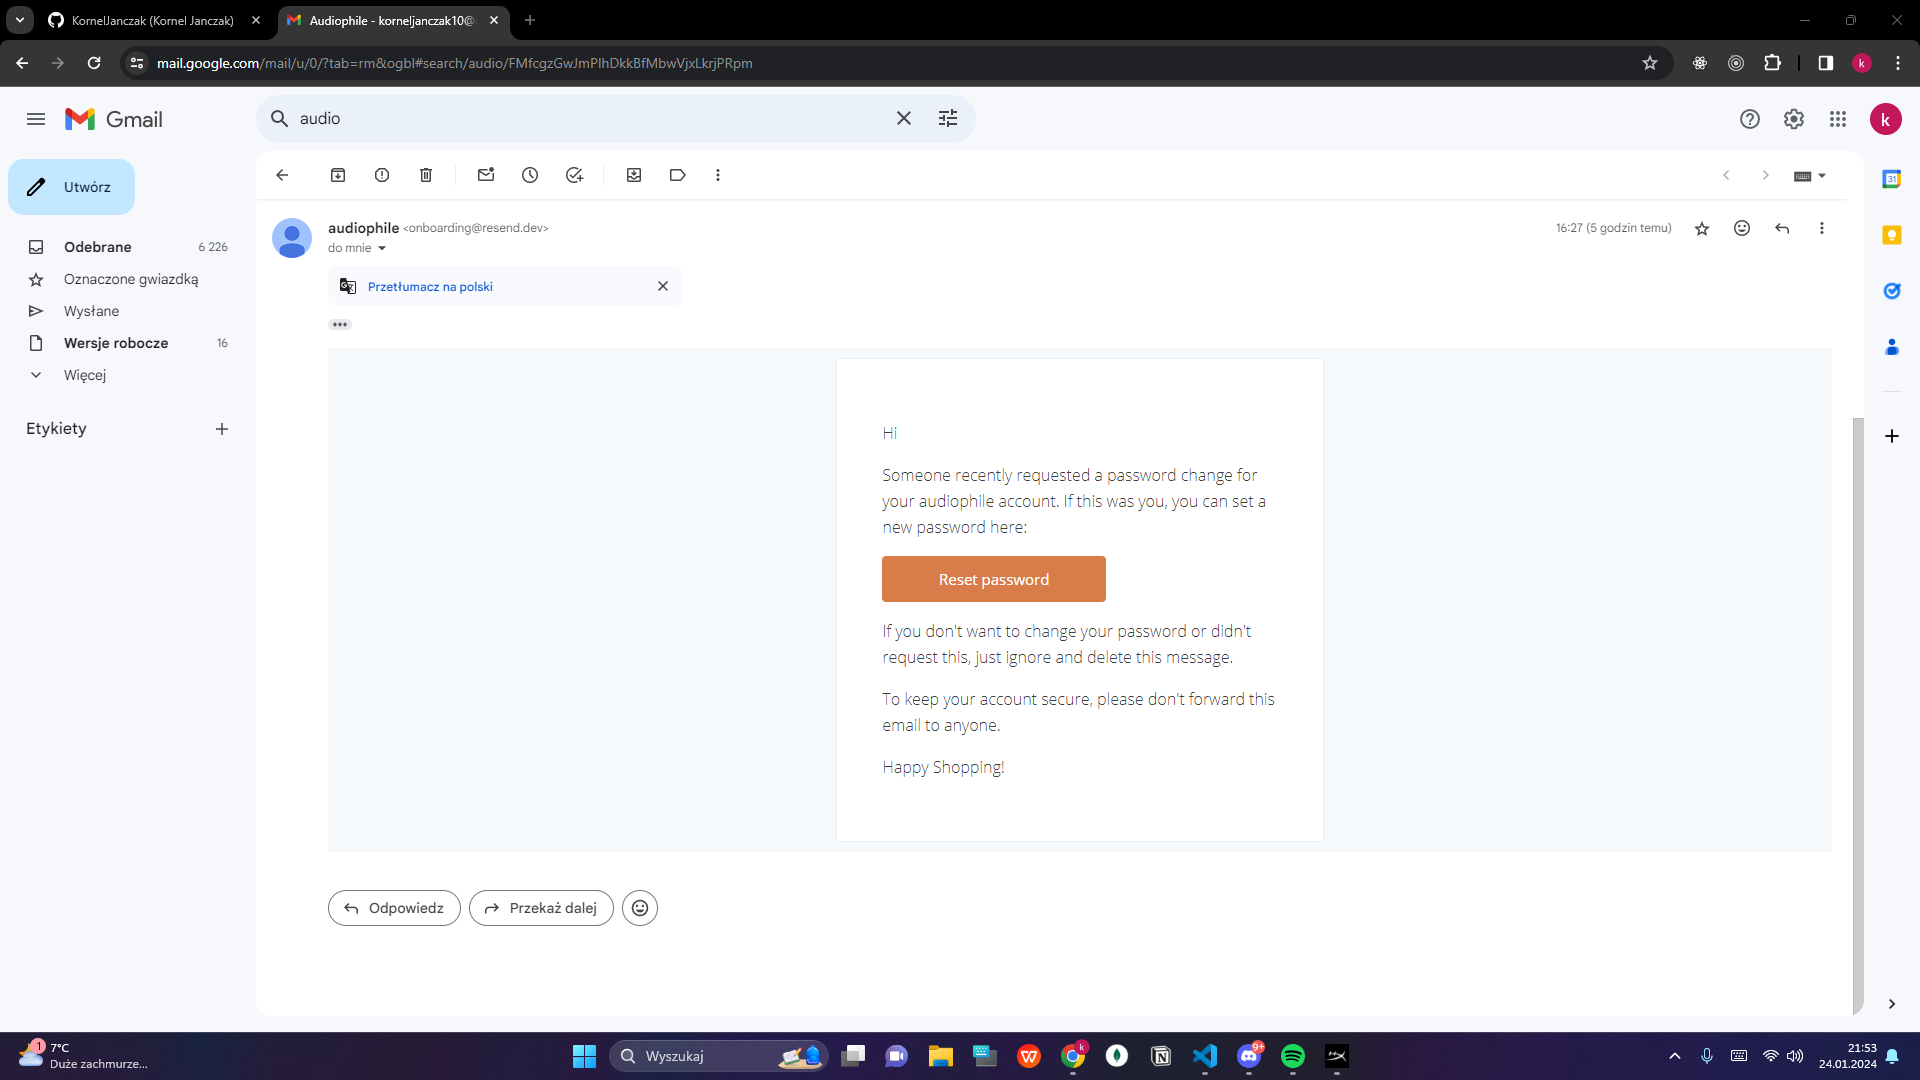 KornelJanczak (Kornel Janczak)
Audiophile - korneljanczak10@
mail.google.com/mail/u/0/?tab=rm&ogbl#search/audio/FMfcgzGwJmPlhDkkBfMbwVjxLkrjPRpm
k
Gmail
audio
k
Utwórz
Odebrane 6 226
Oznaczone gwiazdką
Wysłane
Wersje robocze 16
Więcej
Etykiety
31
audiophile <onboarding@resend.dev>
16:27 (5 godzin temu)
do mnie
Przetłumacz na polski
Hi
Someone recently requested a password change for
your audiophile account. If this was you, you can set a
new password here:
Reset password
If you don't want to change your password or didn't
request this, just ignore and delete this message.
To keep your account secure, please don't forward this
email to anyone.
Happy Shopping!
Odpowiedz
Przekaż dalej
1
7°C
Duże zachmurze...
Wyszukaj
k
9+
21:53
24.01.2024